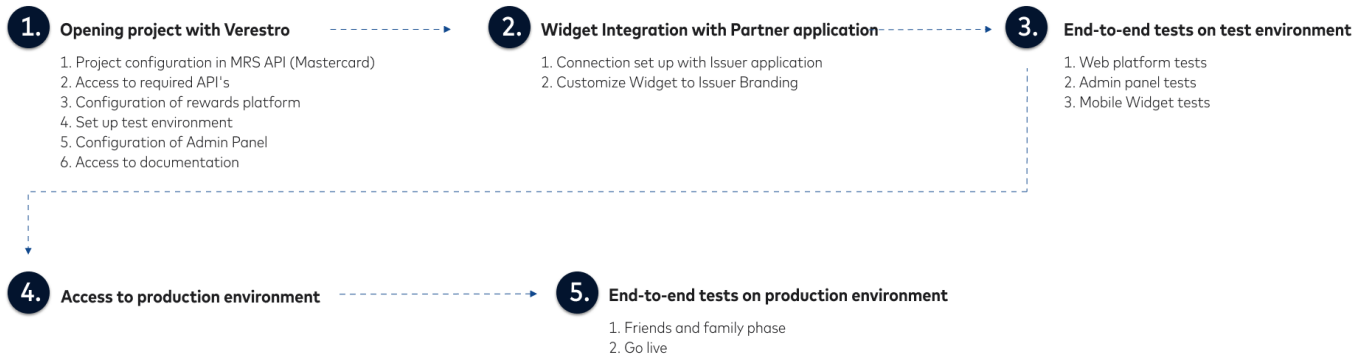 1. Opening project with Verestro
1. Project configuration in MRS API (Mastercard)
2. Access to required API's
3. Configuration of rewards platform
4. Set up test environment
5. Configuration of Admin Panel
6. Access to documentation
2. Widget Integration with Partner application
1. Connection set up with Issuer application
2. Customize Widget to Issuer Branding
3. End-to-end tests on test environment
1. Web platform tests
2. Admin panel tests
3. Mobile Widget tests
4. Access to production environment
5. End-to-end tests on production environment
1. Friends and family phase
2. Go live